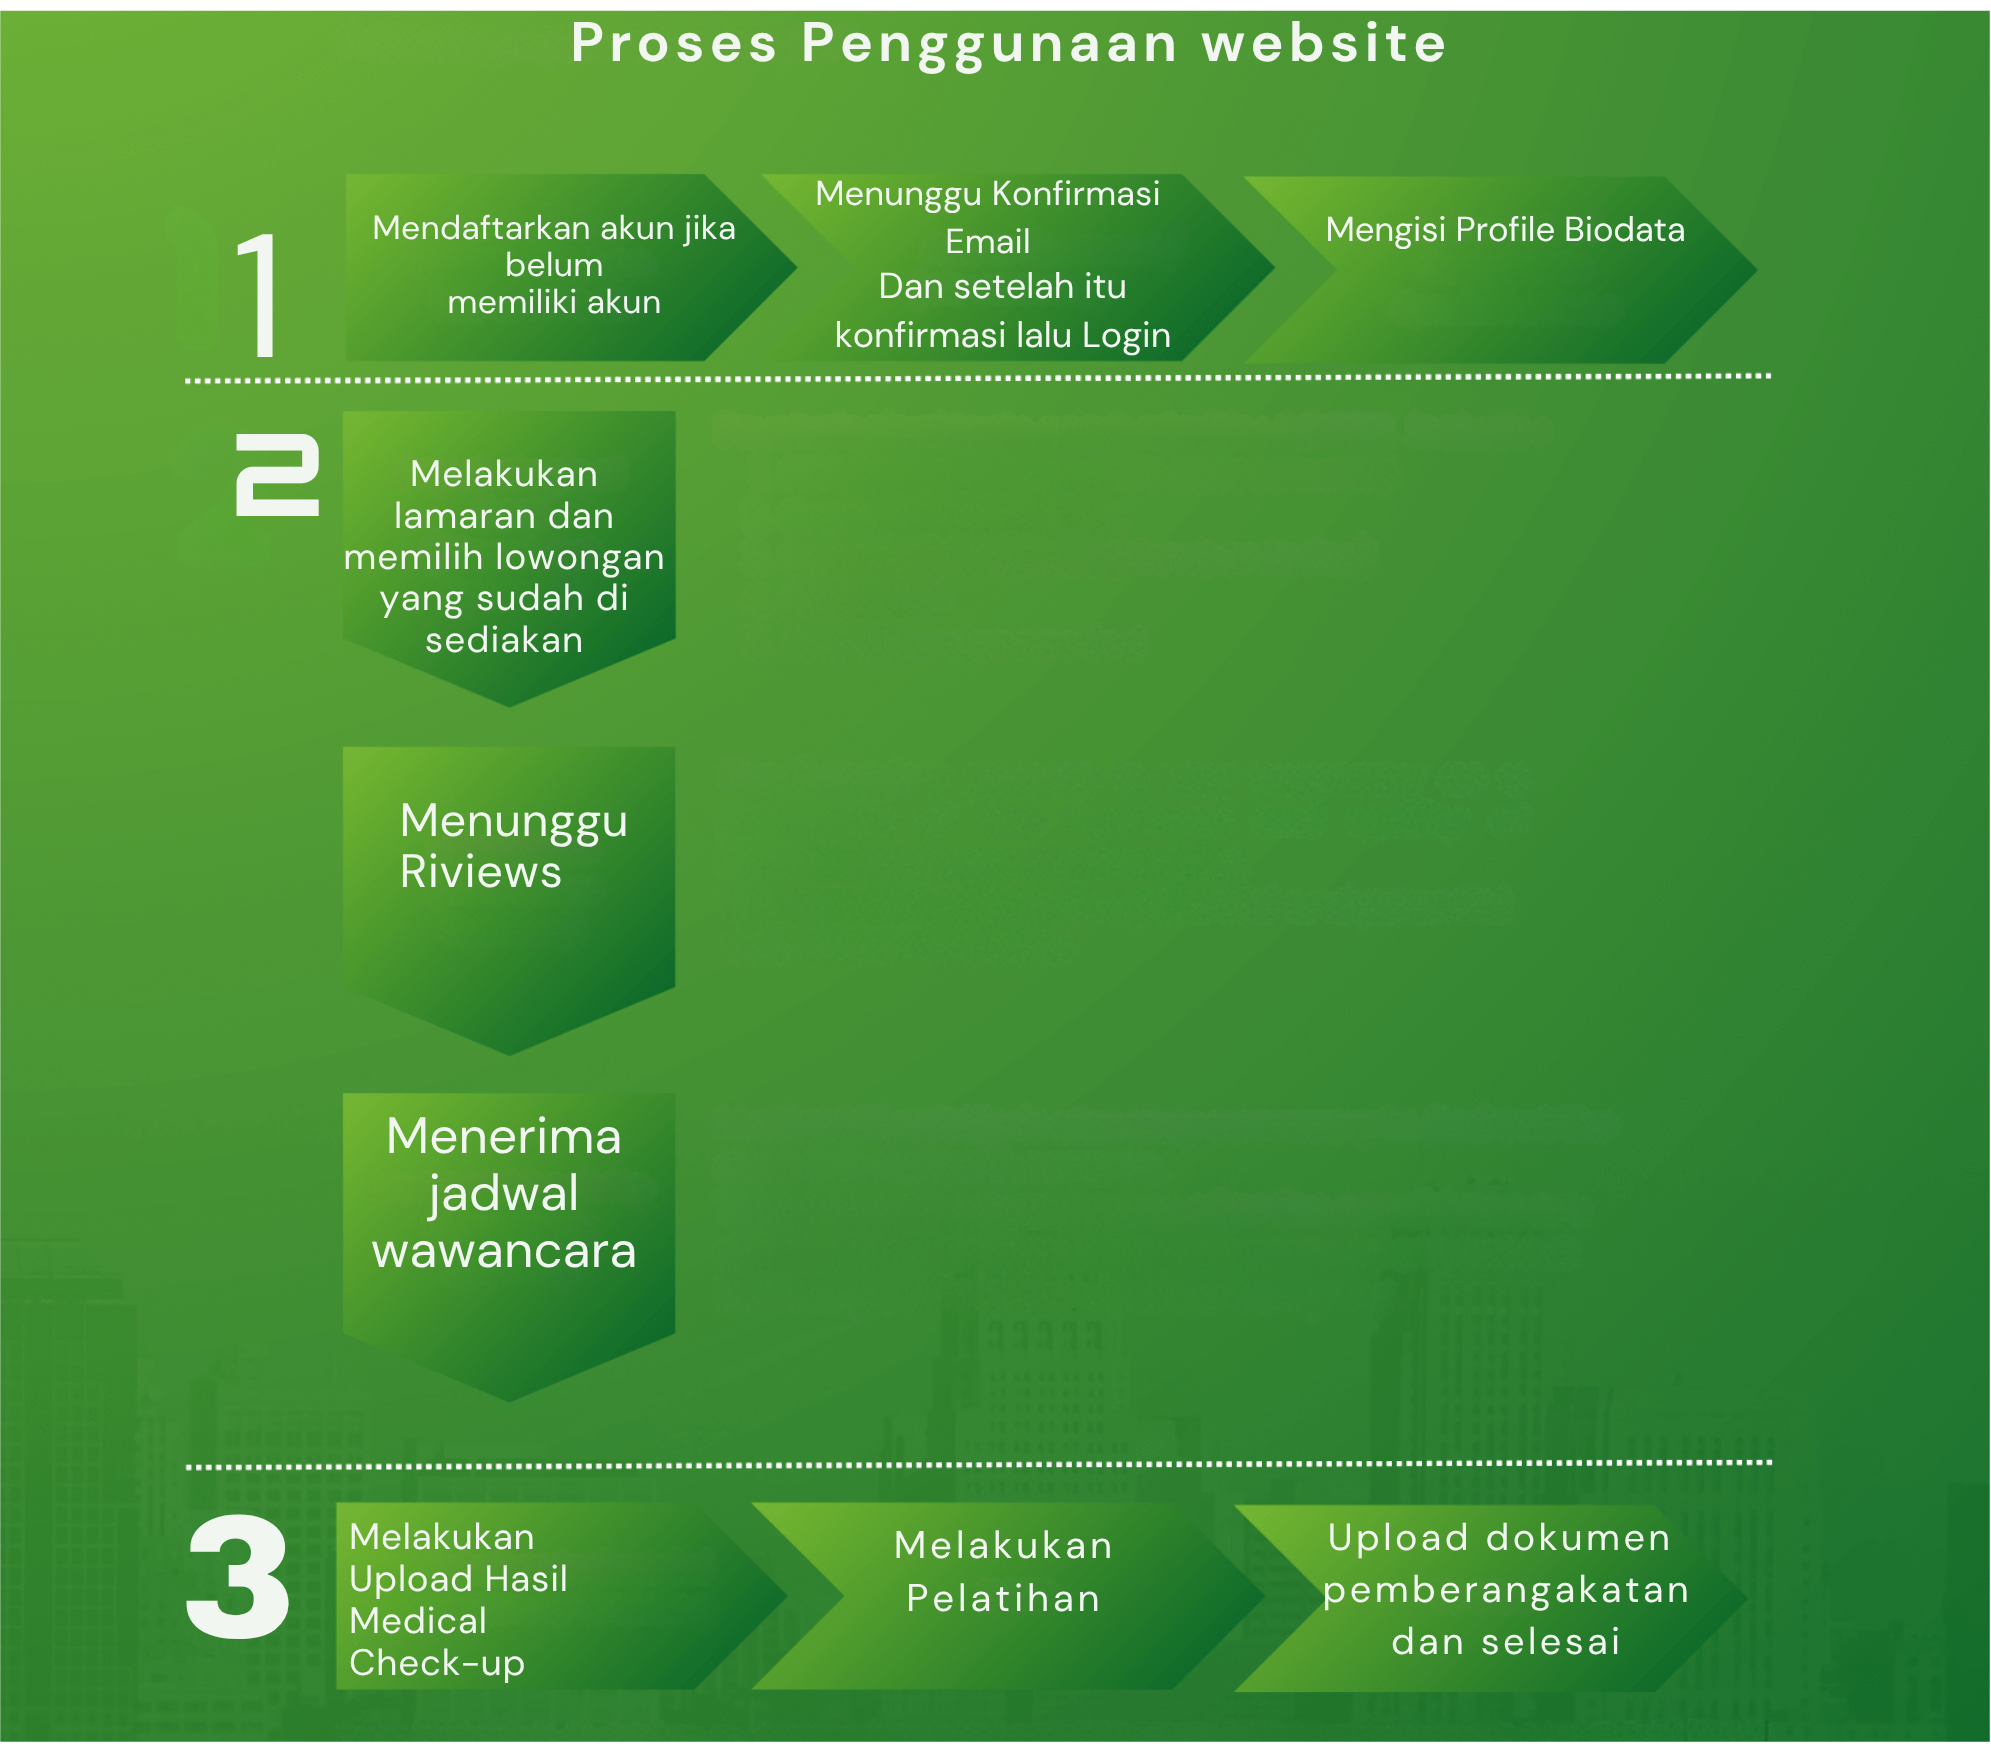 Proses Penggunaan website
1
Mendaftarkan akun jika
belum
memiliki akun
Menunggu Konfirmasi
Email
Dan setelah itu
konfirmasi lalu Login
Mengisi Profile Biodata
2
Melakukan
lamaran dan
memilih lowongan
yang sudah di
sediakan
Menunggu
Riviews
Menerima
jadwal
wawancara
3
Melakukan
Upload Hasil
Medical
Check-up
Melakukan
Pelatihan
Upload dokumen
pemberangakatan
dan selesai